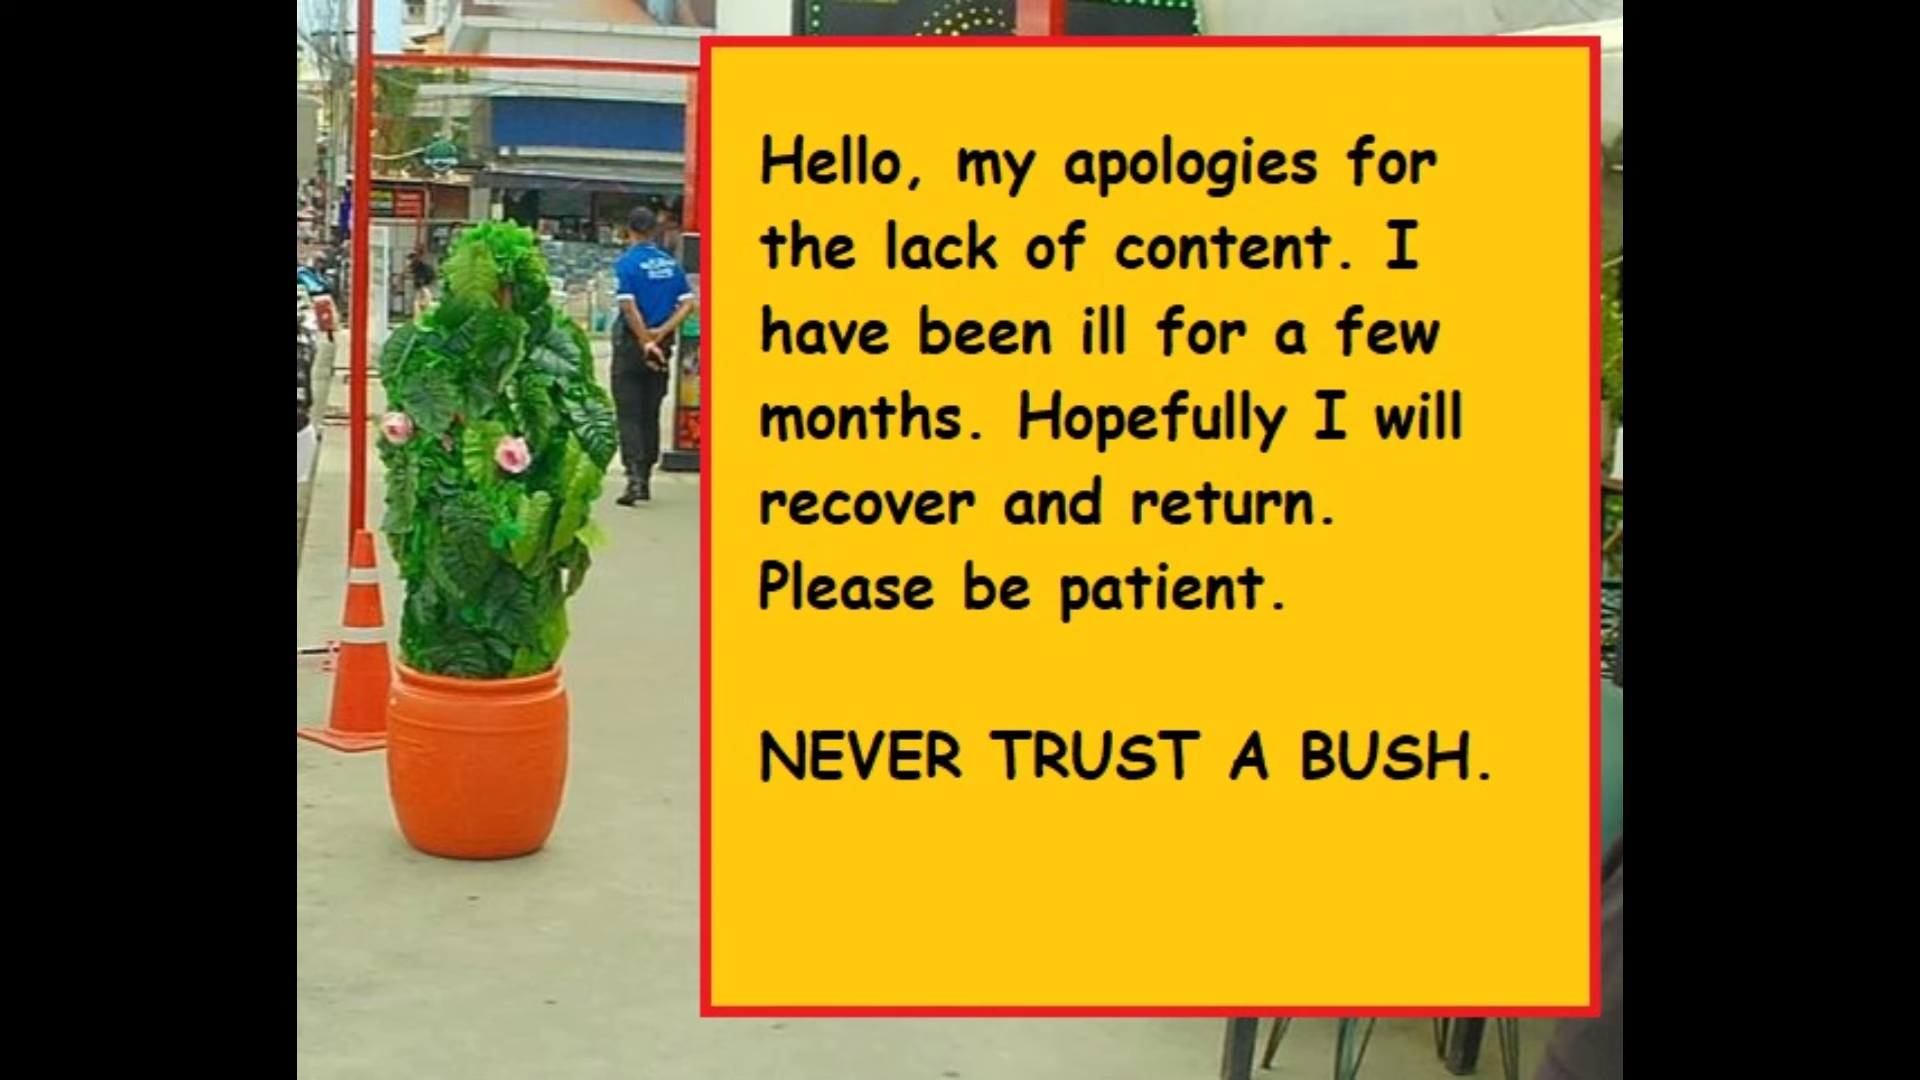 Hello, my apologies for
the lack of content. I
have been ill for a few
months. Hopefully I will
recover and return.
Please be patient.
NEVER TRUST A BUSH.